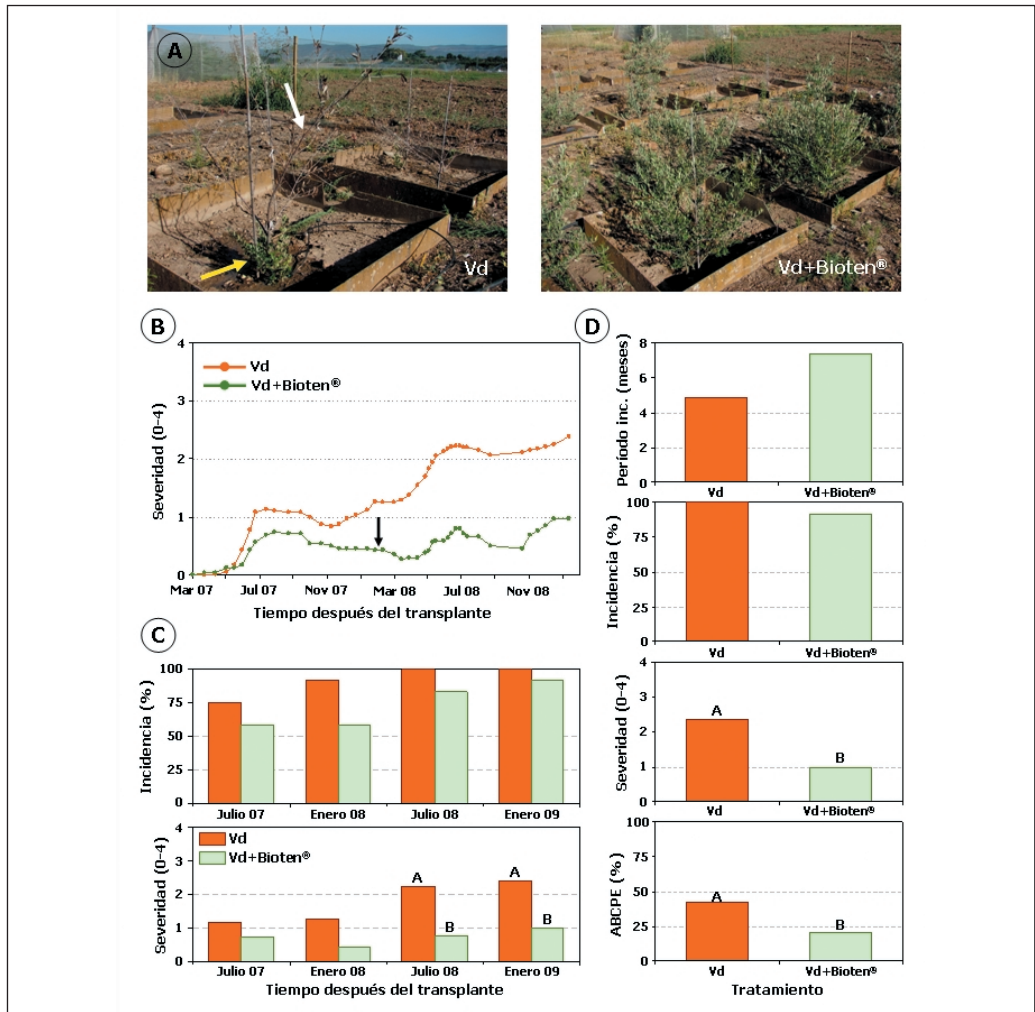 A
Vd
Vd+Bioten®
B
4
3
2
1
0
Severidad (0-4)
Vd
Vd+Bioten®
Mar 07
Jul 07
Nov 07
Mar 08
Jul 08
Nov 08
Tiempo después del transplante
C
100
75
50
25
0
Incidencia (%)
Julio 07
Enero 08
Julio 08
Enero 09
4
3
2
1
0
Severidad (0-4)
Vd
Vd+Bioten®
A
B
A
B
Julio 07
Enero 08
Julio 08
Enero 09
Tiempo después del transplante
D
8
6
4
2
0
Período inc. (meses)
Vd
Vd+Bioten®
100
75
50
25
0
Incidencia (%)
Vd
Vd+Bioten®
4
3
2
1
0
Severidad (0-4)
A
B
Vd
Vd+Bioten®
100
75
50
25
0
ABCPE (%)
A
B
Vd
Vd+Bioten®
Tratamiento